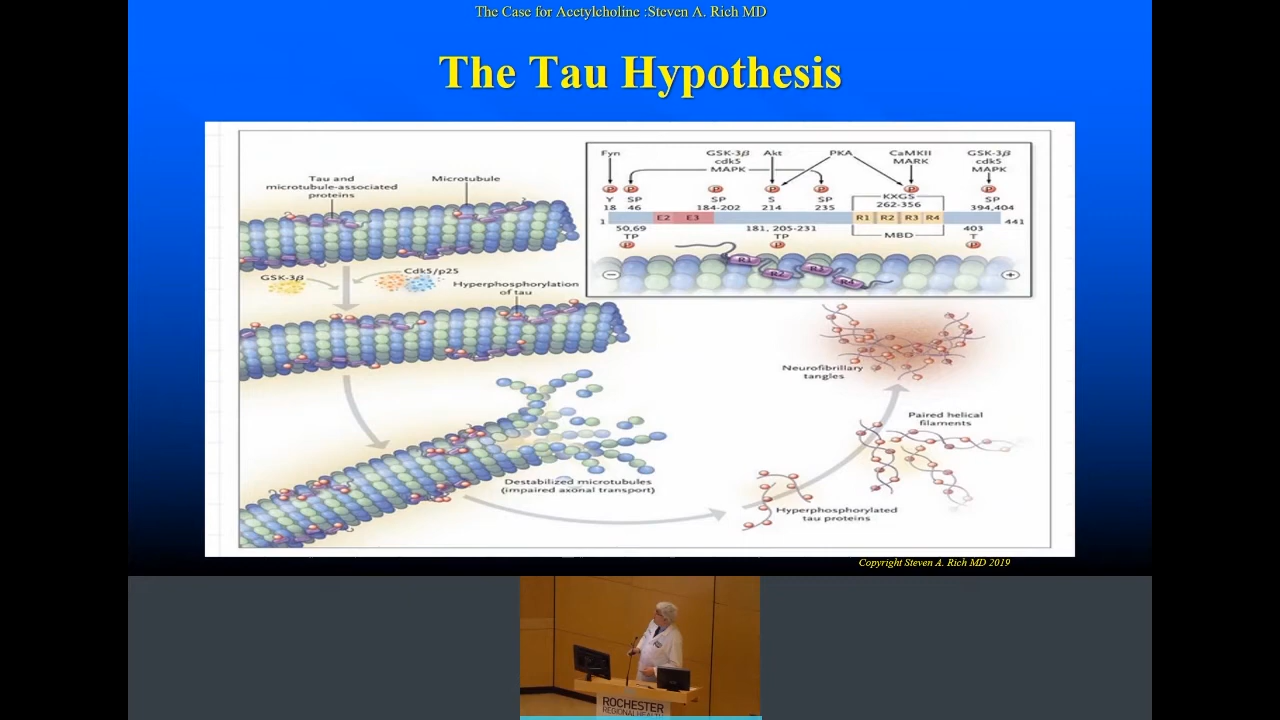 The Case for Acetylcholine :Steven A. Rich MD
The Tau Hypothesis
Tau and
microtubule-associated
proteins
Microtubule
GSK-3β
Cdk5/p25
Hyperphosphorylation
of tau
Destabilized microtubules
(impaired axonal transport)
Hyperphosphorylated
tau proteins
Paired helical
filaments
Neurofibrillary
tangles
Fyn
GSK-3β
cdk5
MAPK
Akt
PKA
CaMKII
MARK
GSK-3β
cdk5
MAPK
P P P P P P P
Y SP SP S SP KXGS SP
18 46 184-202 214 235 262-356 394,404
1 E2 E3 R1 R2 R3 R4 441
50,69 181, 205-231 MBD 403
TP TP T
P P P
R1 R2 R3 R4
− +
Copyright Steven A. Rich MD 2019
ROCHESTER
REGIONAL HEALTH